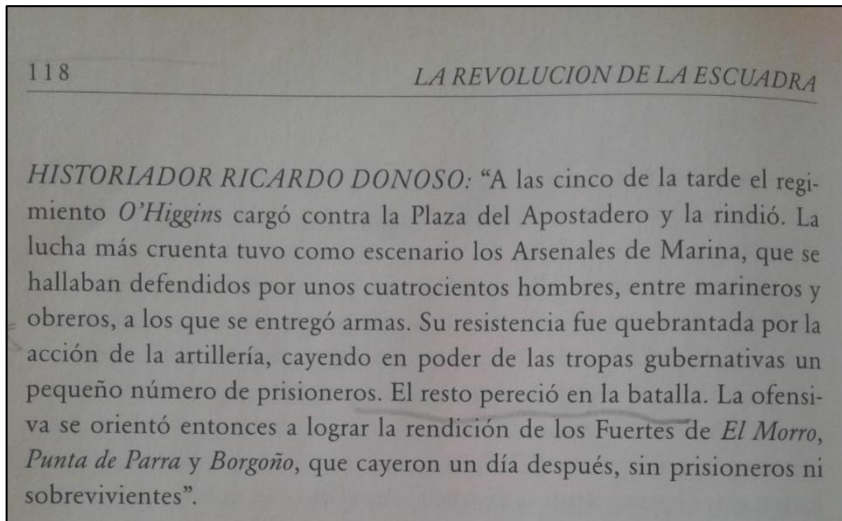 118
LA REVOLUCION DE LA ESCUADRA
HISTORIADOR RICARDO DONOSO: “A las cinco de la tarde el regi-
miento O’Higgins cargó contra la Plaza del Apostadero y la rindió. La
lucha más cruenta tuvo como escenario los Arsenales de Marina, que se
hallaban defendidos por unos cuatrocientos hombres, entre marineros y
obreros, a los que se entregó armas. Su resistencia fue quebrantada por la
acción de la artillería, cayendo en poder de las tropas gubernativas un
pequeño número de prisioneros. El resto pereció en la batalla. La ofensi-
va se orientó entonces a lograr la rendición de los Fuertes de El Morro,
Punta de Parra y Borgoño, que cayeron un día después, sin prisioneros ni
sobrevivientes”.